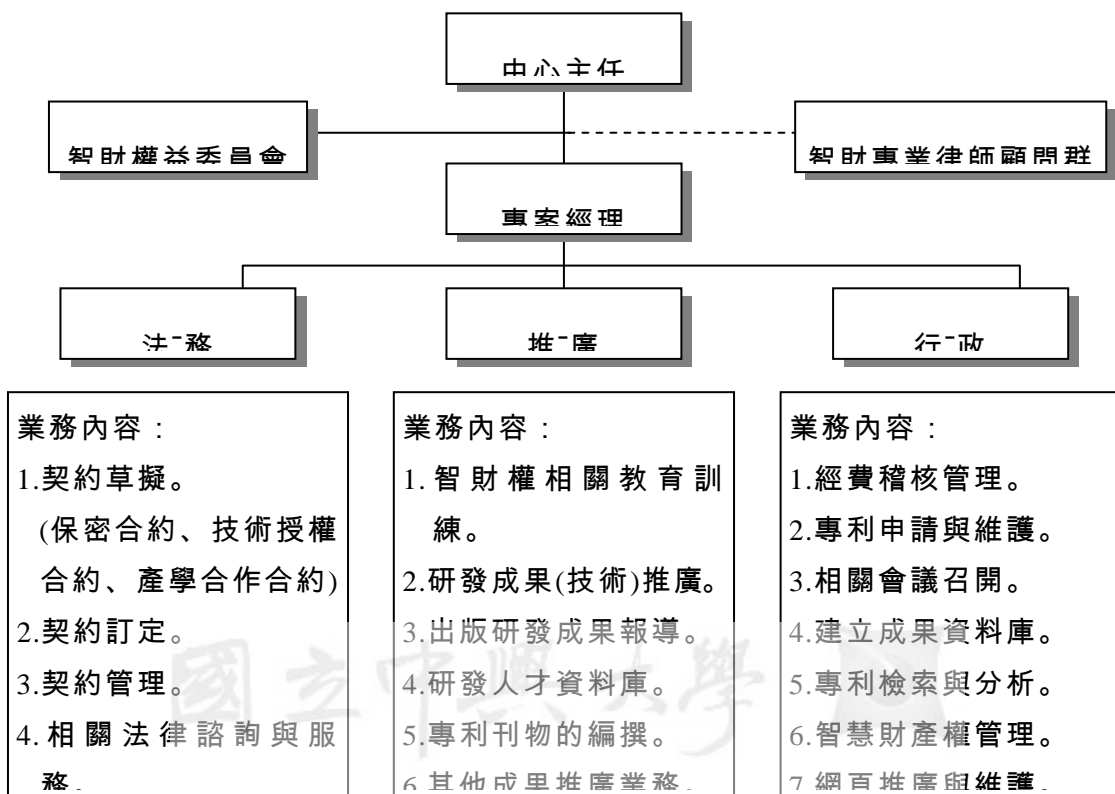 中心主任
智財權益委員會
智財專業律師顧問群
專案經理
法務
推廣
行政
業務內容：
1.契約草擬。
(保密合約、技術授權
合約、產學合作合約)
2.契約訂定。
3.契約管理。
4.相關法律諮詢與服
務。
業務內容：
1.智財權相關教育訓
練。
2.研發成果(技術)推廣。
3.出版研發成果報導。
4.研發人才資料庫。
5.專利刊物的編撰。
6.其他成果推廣業務。
業務內容：
1.經費稽核管理。
2.專利申請與維護。
3.相關會議召開。
4.建立成果資料庫。
5.專利檢索與分析。
6.智慧財產權管理。
7.網頁推廣與維護。
國立中興大學